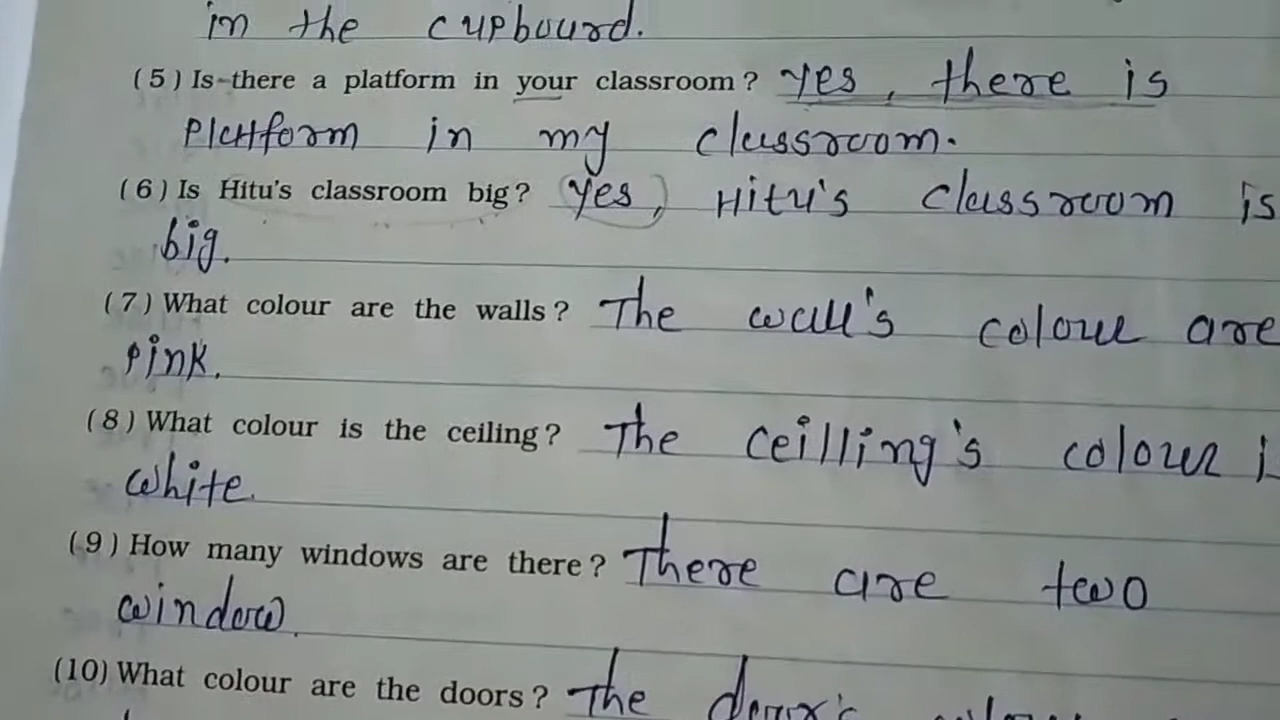 in the cupbourd.
(5) Is there a platform in your classroom? Yes, there is
Platform in my classroom.
(6) Is Hitu's classroom big? Yes, Hitu's classroom is
big.
(7) What colour are the walls? The wall's colour are
pink.
(8) What colour is the ceiling? The ceilling's colour
white.
(9) How many windows are there? There are two
window.
(10) What colour are the doors? The door's